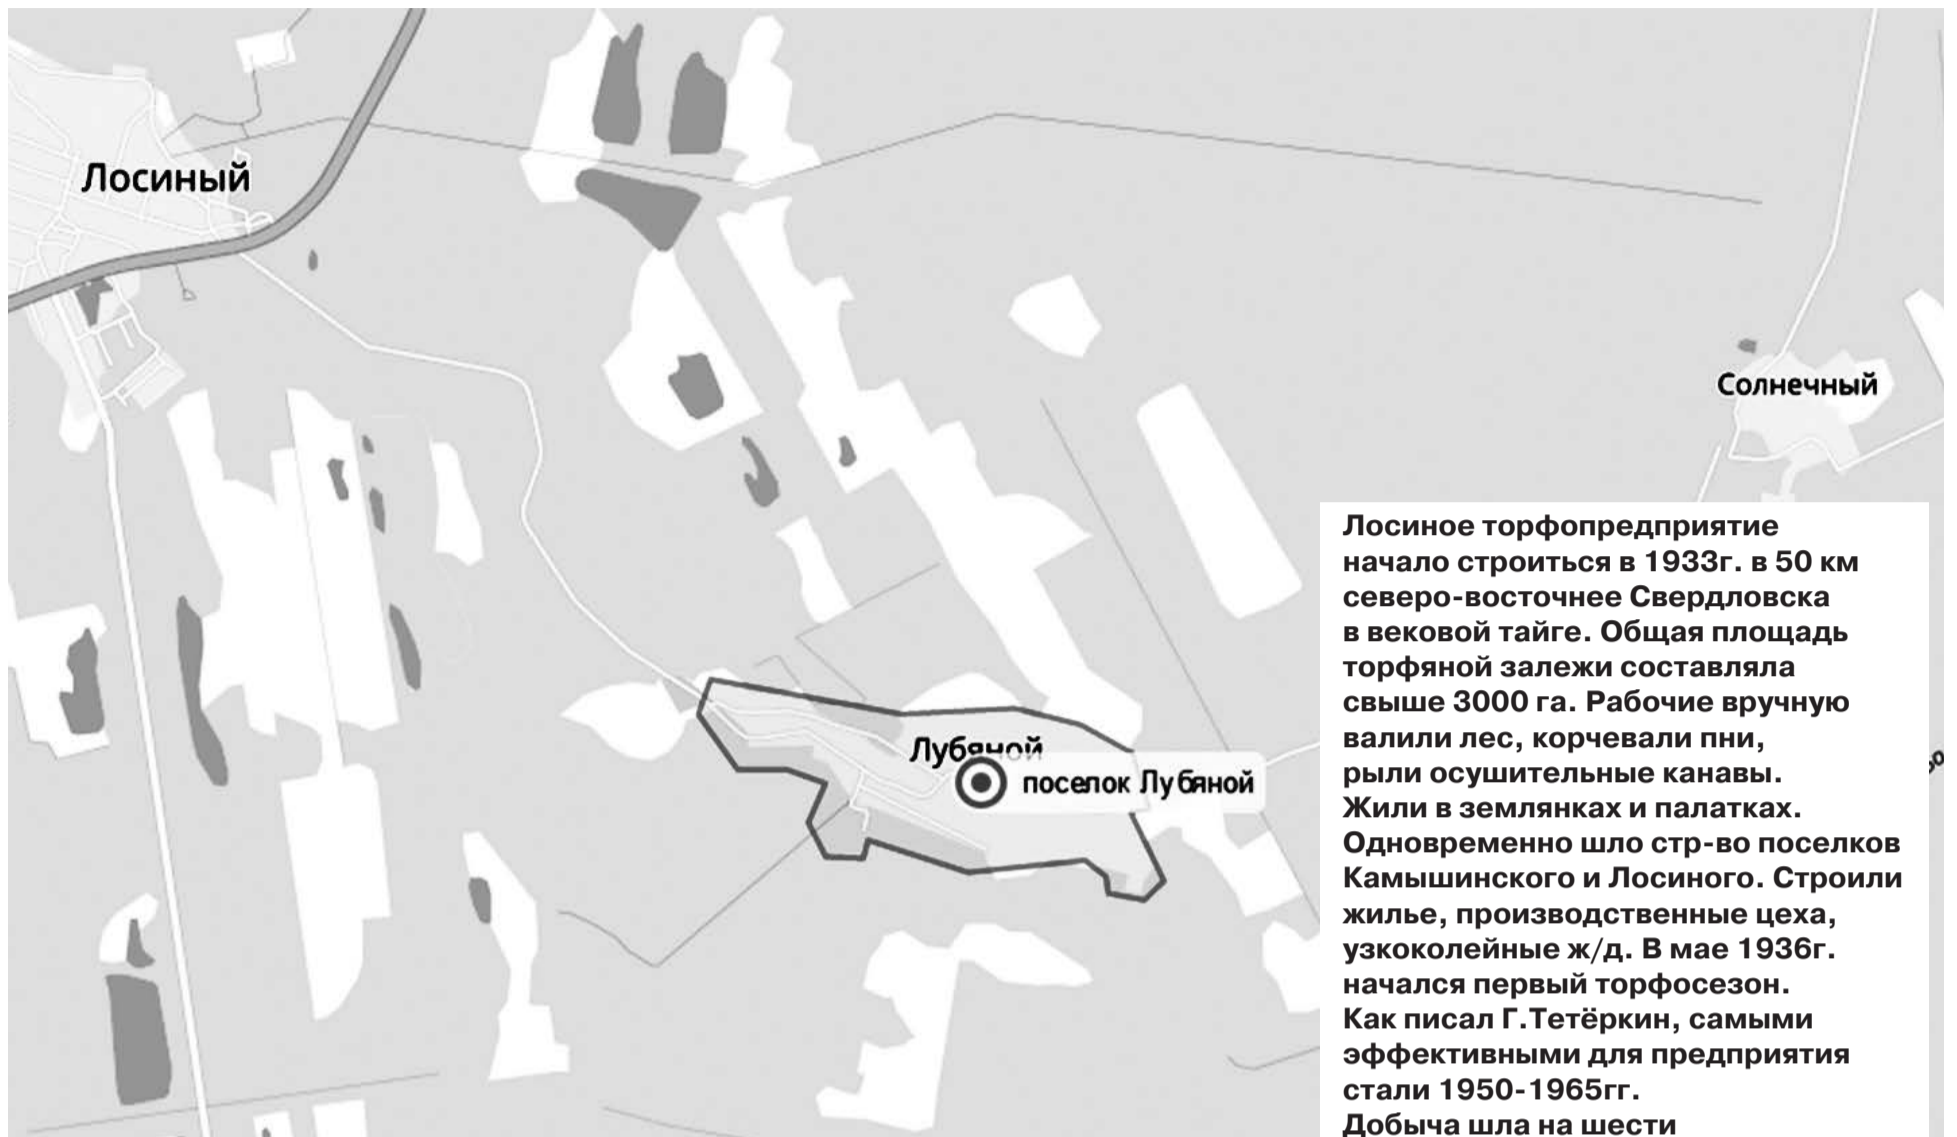 Лосиный
Солнечный
Лубяной
поселок Лубяной
Лосиное торфопредприятие
начало строиться в 1933г. в 50 км
северо-восточнее Свердловска
в вековой тайге. Общая площадь
торфяной залежи составляла
свыше 3000 га. Рабочие вручную
валили лес, корчевали пни,
рыли осушительные канавы.
Жили в землянках и палатках.
Одновременно шло стр-во поселков
Камышинского и Лосиного. Строили
жилье, производственные цеха,
узкоколейные ж/д. В мае 1936г.
начался первый торфосезон.
Как писал Г.Тетёркин, самыми
эффективными для предприятия
стали 1950-1965гг.
Добыча шла на шести